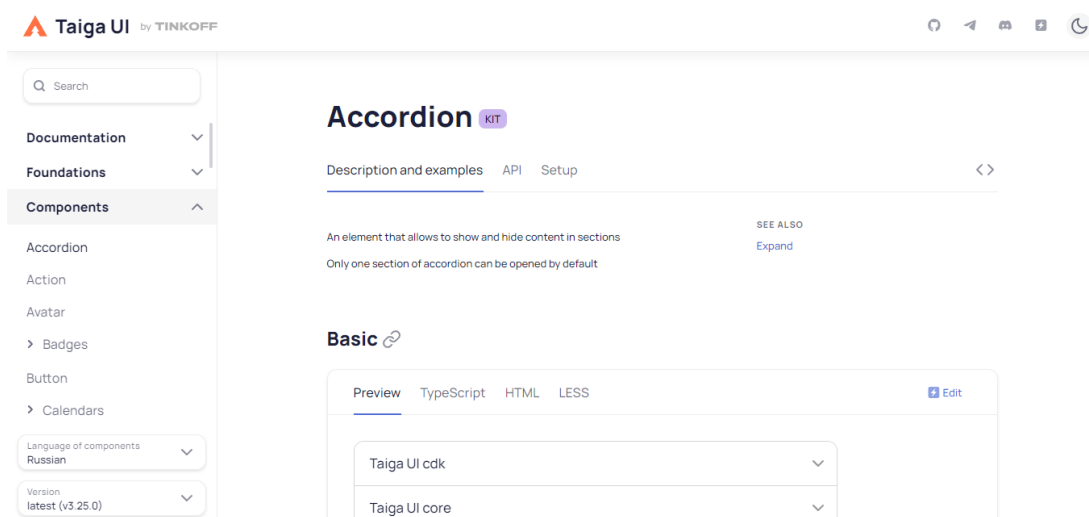 Taiga UI by TINKOFF
Search
Documentation
Foundations
Components
Accordion
Action
Avatar
Badges
Button
Calendars
Language of components
Russian
Version
latest (v3.25.0)
Accordion KIT
Description and examples API Setup
An element that allows to show and hide content in sections
Only one section of accordion can be opened by default
SEE ALSO
Expand
Basic
Preview TypeScript HTML LESS Edit
Taiga UI cdk
Taiga UI core